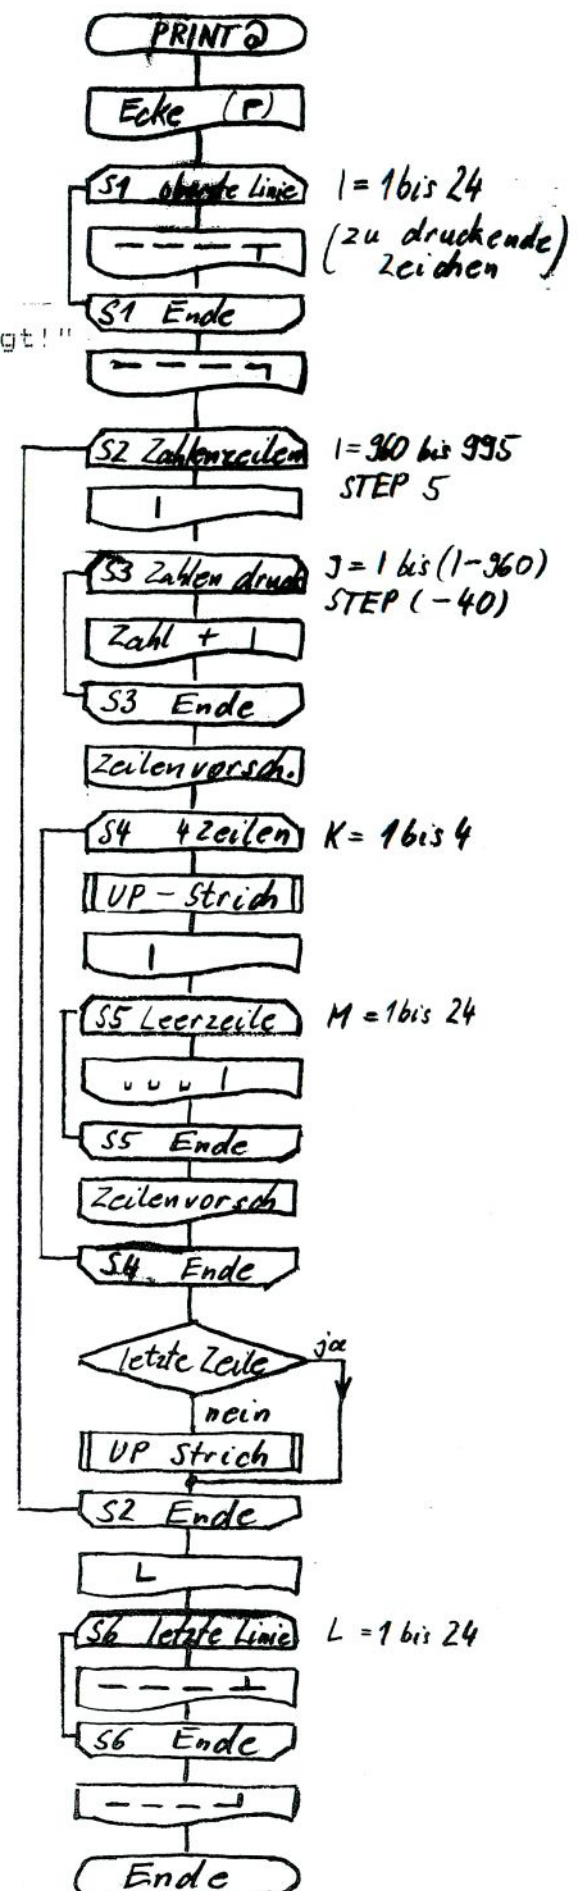 PRINT @
Ecke (┌)
S1 oberste Linie I = 1 bis 24
(zu druckende)
Zeichen
S1 Ende
gt!"
S2 Zahlenzeilen I = 960 bis 995
STEP 5
S3 Zahlen druck J = I bis (I-960)
STEP (-40)
Zahl + |
S3 Ende
Zeilenvorsch.
S4 4 Zeilen K = 1 bis 4
UP - Strich
|
S5 Leerzeile M = 1 bis 24
␣ ␣ ␣ |
S5 Ende
Zeilenvorsch
S4 Ende
letzte Zeile ja
nein
UP Strich
S2 Ende
L
S6 letzte Linie L = 1 bis 24
S6 Ende
Ende